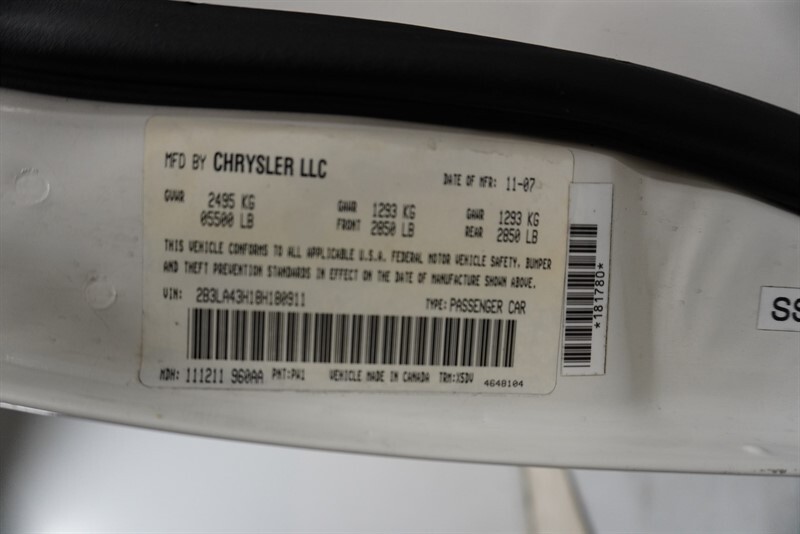 MFD BY CHRYSLER LLC
DATE OF MFR: 11-07
GVWR 2495 KG 05500 LB
GAWR FRONT 1293 KG 2850 LB
GAWR REAR 1293 KG 2850 LB
THIS VEHICLE CONFORMS TO ALL APPLICABLE U.S.A. FEDERAL MOTOR VEHICLE SAFETY, BUMPER
AND THEFT PREVENTION STANDARDS IN EFFECT ON THE DATE OF MANUFACTURE SHOWN ABOVE.
VIN: 2B3LA43H18H180911 TYPE: PASSENGER CAR
MDH: 111211 960AA PNT: PW1 VEHICLE MADE IN CANADA TRM: X5DV 4648104
*181780*
SS